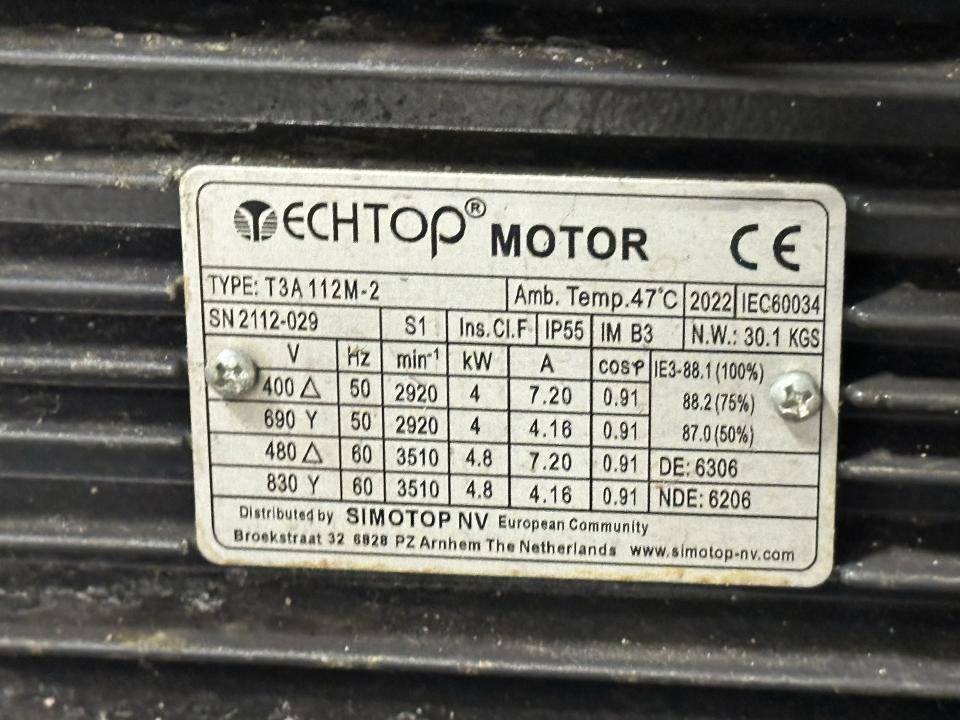 TECHTOP® MOTOR CE
TYPE: T3A 112M-2 Amb. Temp.47°C 2022 IEC60034
SN 2112-029 S1 Ins.Cl.F IP55 IM B3 N.W.: 30.1 KGS
V Hz min⁻¹ kW A cosφ IE3-88.1 (100%)
400 △ 50 2920 4 7.20 0.91 88.2 (75%)
690 Y 50 2920 4 4.16 0.91 87.0 (50%)
480 △ 60 3510 4.8 7.20 0.91 DE: 6306
830 Y 60 3510 4.8 4.16 0.91 NDE: 6206
Distributed by SIMOTOP NV European Community
Broekstraat 32 6828 PZ Arnhem The Netherlands www.simotop-nv.com